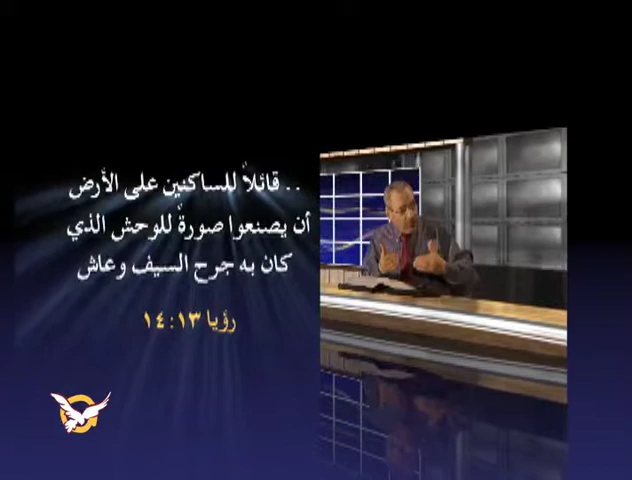 .. قائلاً للساكنين على الأرض
أن يصنعوا صورةً للوحش الذي
كان به جرح السيف وعاش
رؤيا ١٤:١٣